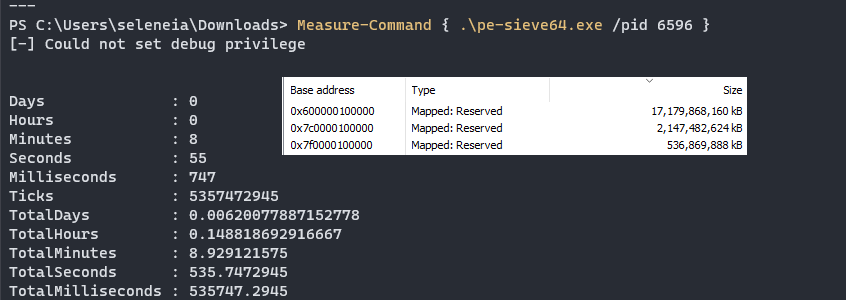 ---
PS C:\Users\seleneia\Downloads> Measure-Command { .\pe-sieve64.exe /pid 6596 }
[-] Could not set debug privilege
Base address Type Size
0x600000100000 Mapped: Reserved 17,179,868,160 kB
0x7c0000100000 Mapped: Reserved 2,147,482,624 kB
0x7f0000100000 Mapped: Reserved 536,869,888 kB
Days : 0
Hours : 0
Minutes : 8
Seconds : 55
Milliseconds : 747
Ticks : 5357472945
TotalDays : 0.00620077887152778
TotalHours : 0.148818692916667
TotalMinutes : 8.929121575
TotalSeconds : 535.7472945
TotalMilliseconds : 535747.2945